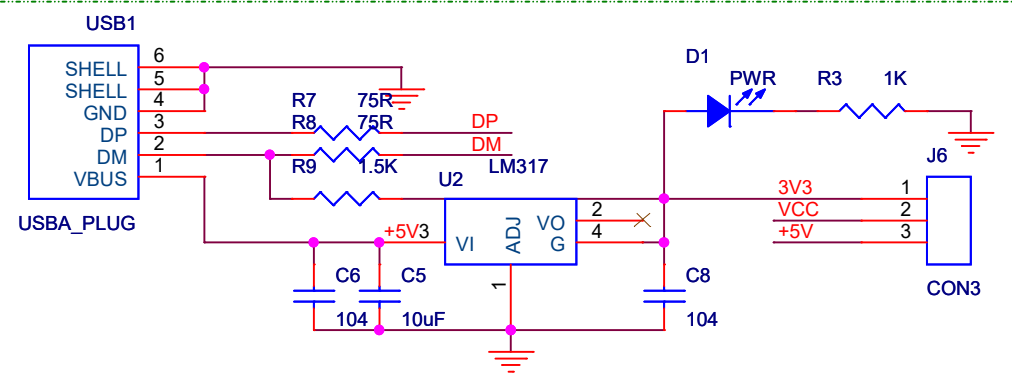 USB1
D1
PWR
R3
1K
SHELL
6
SHELL
5
GND
4
DP
3
DM
2
VBUS
1
USBA_PLUG
R7
75R
R8
75R
R9
1.5K
DP
DM
LM317
U2
+5V
3
VI
ADJ
VO
G
2
4
1
J6
3V3
1
VCC
2
+5V
3
CON3
C6
104
C5
10uF
C8
104